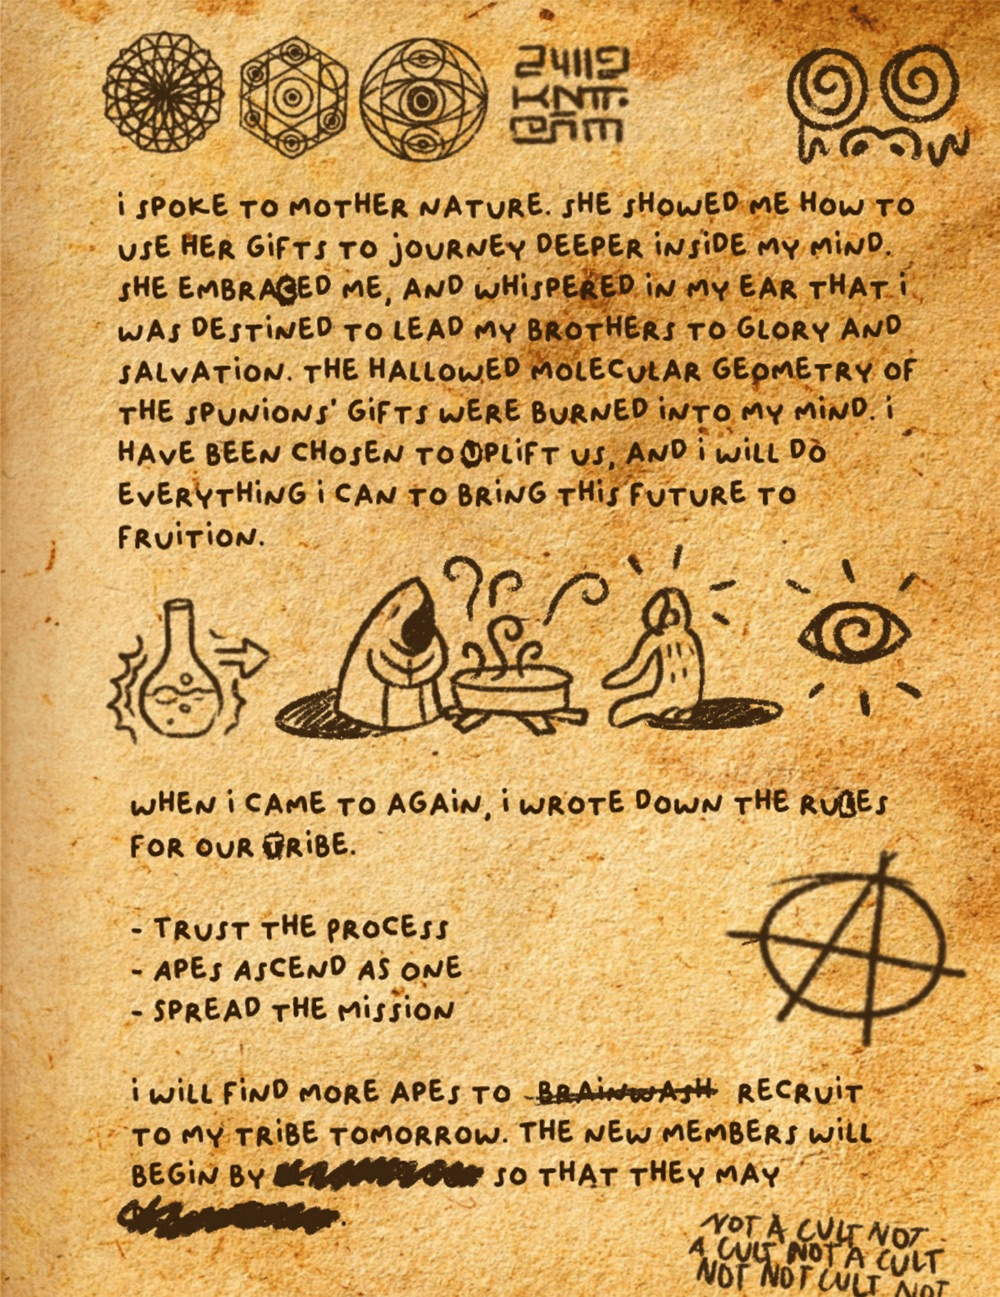 i SPOKE TO MOTHER NATURE. SHE SHOWED ME HOW TO
USE HER GiFTS TO jOURNEY DEEPER iNSiDE MY MiND.
SHE EMBRACED ME, AND WHiSPERED iN MY EAR THAT i
WAS DESTiNED TO LEAD MY BROTHERS TO GLORY AND
SALVATiON. THE HALLOWED MOLECULAR GEOMETRY OF
THE SPUNiONS' GiFTS WERE BURNED iNTO MY MiND. i
HAVE BEEN CHOSEN TO UPLiFT US, AND i WiLL DO
EVERYTHiNG i CAN TO BRiNG THiS FUTURE TO
FRUiTiON.
WHEN i CAME TO AGAiN, i WROTE DOWN THE RULES
FOR OUR TRiBE.
- TRUST THE PROCESS
- APES ASCEND AS ONE
- SPREAD THE MiSSiON
i WiLL FiND MORE APES TO BRAiNWASH RECRUiT
TO MY TRiBE TOMORROW. THE NEW MEMBERS WiLL
BEGiN BY SO THAT THEY MAY
.
NOT A CULT NOT
A CULT NOT A CULT
NOT NOT CULT NOT